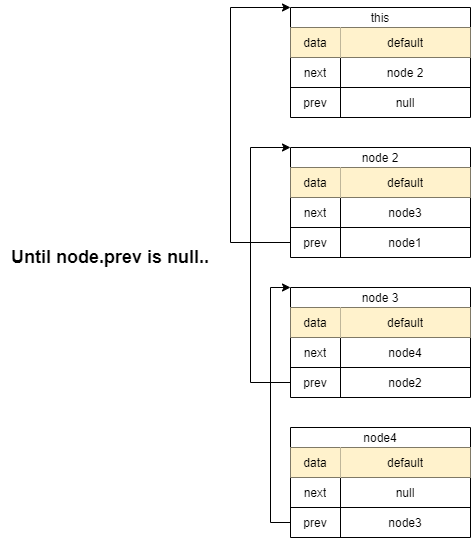 this
data default
next node 2
prev null
node 2
data default
next node3
prev node1
Until node.prev is null..
node 3
data default
next node4
prev node2
node4
data default
next null
prev node3